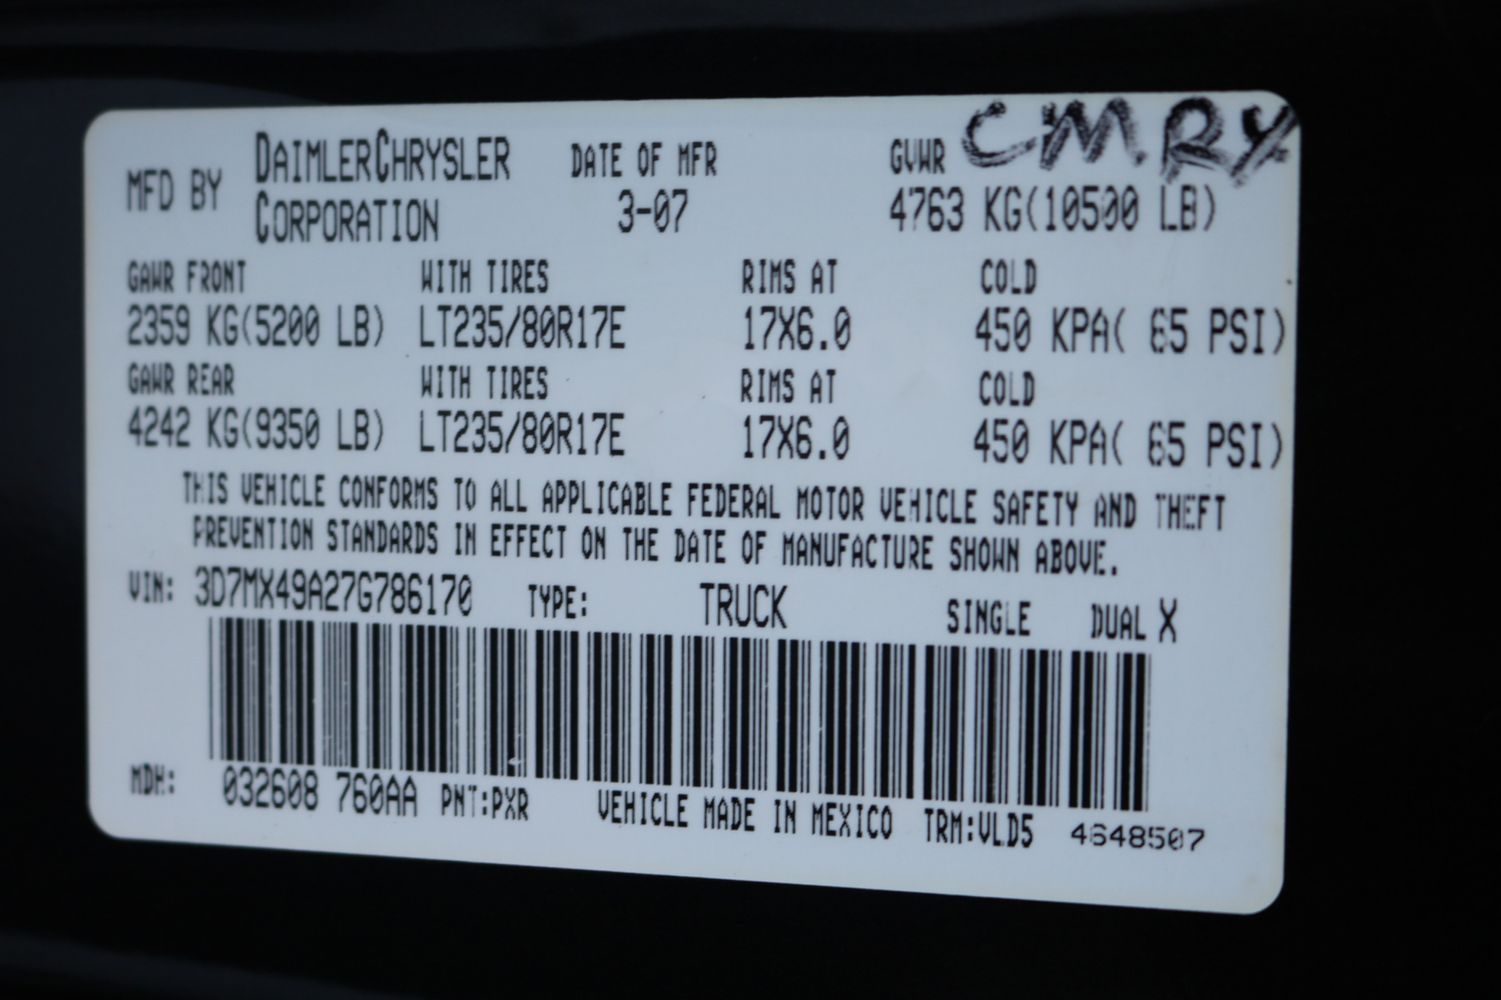 CMRY
MFD BY DAIMLERCHRYSLER CORPORATION DATE OF MFR 3-07 GVWR 4763 KG(10500 LB)
GAWR FRONT WITH TIRES RIMS AT COLD
2359 KG(5200 LB) LT235/80R17E 17X6.0 450 KPA( 65 PSI)
GAWR REAR WITH TIRES RIMS AT COLD
4242 KG(9350 LB) LT235/80R17E 17X6.0 450 KPA( 65 PSI)
THIS VEHICLE CONFORMS TO ALL APPLICABLE FEDERAL MOTOR VEHICLE SAFETY AND THEFT
PREVENTION STANDARDS IN EFFECT ON THE DATE OF MANUFACTURE SHOWN ABOVE.
VIN: 3D7MX49A27G786170 TYPE: TRUCK SINGLE DUAL X
MDH: 032608 760AA PNT:PXR VEHICLE MADE IN MEXICO TRM:VLD5 4648507